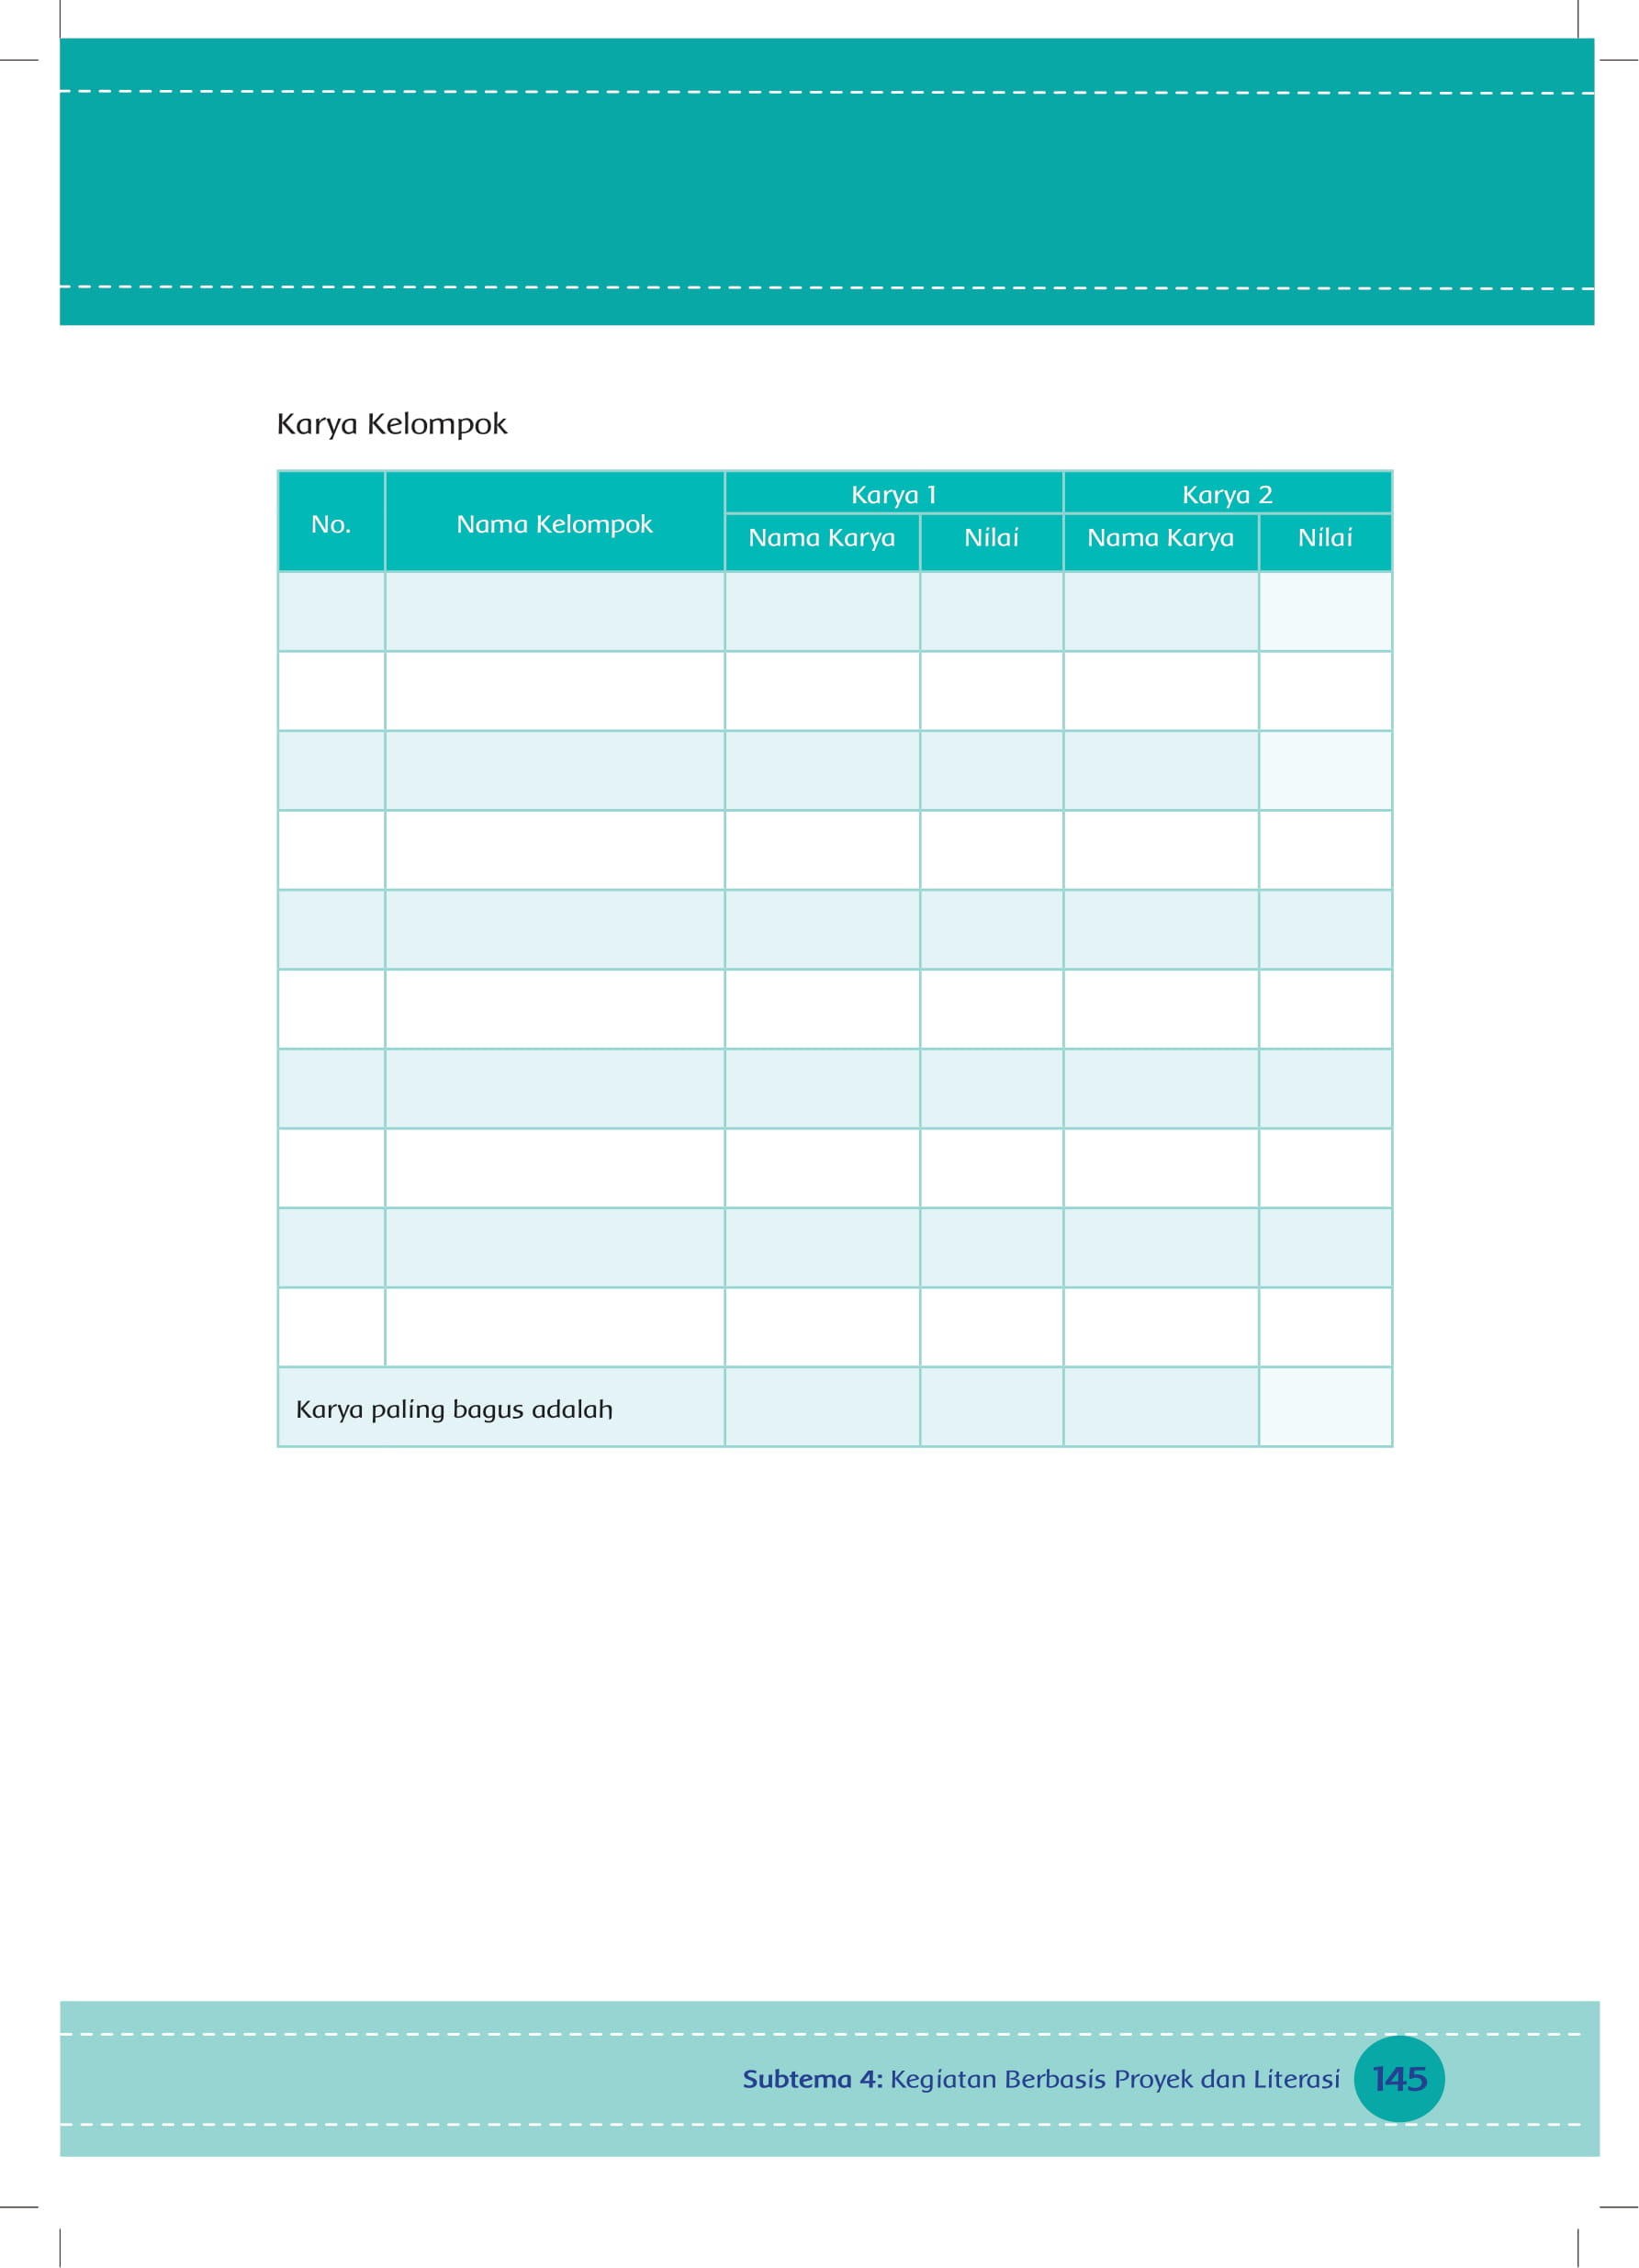 Karya Kelompok
No. Nama Kelompok Karya 1 Karya 2
Nama Karya Nilai Nama Karya Nilai
Karya paling bagus adalah
Subtema 4: Kegiatan Berbasis Proyek dan Literasi 145